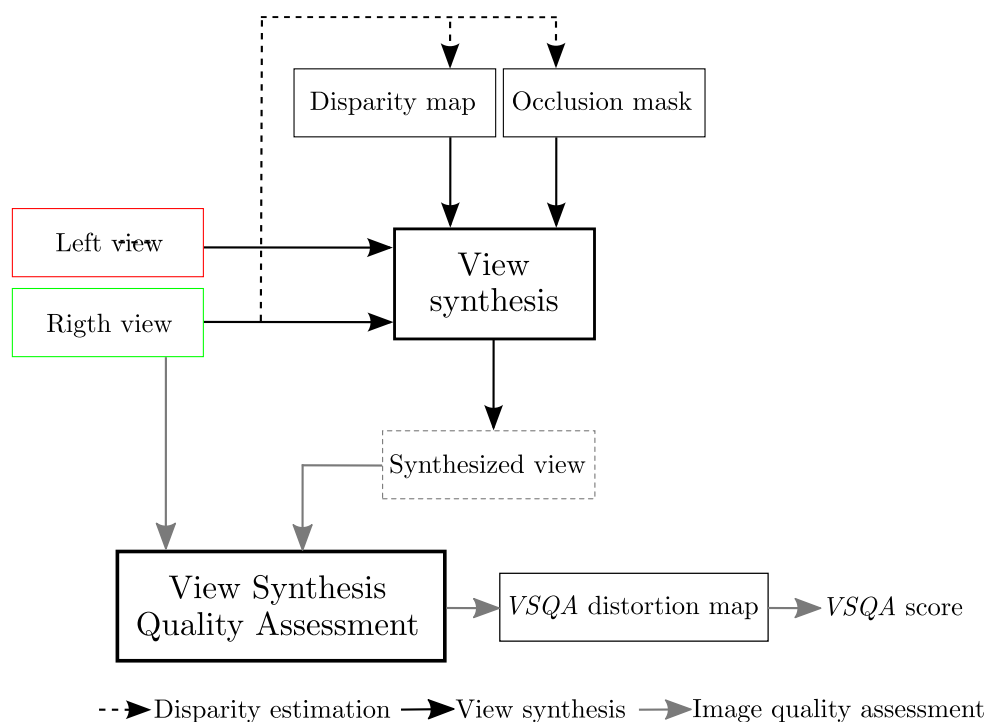 Disparity map
Occlusion mask
Left view
View
synthesis
Rigth view
Synthesized view
View Synthesis
Quality Assessment
VSQA distortion map
VSQA score
Disparity estimation
View synthesis
Image quality assessment